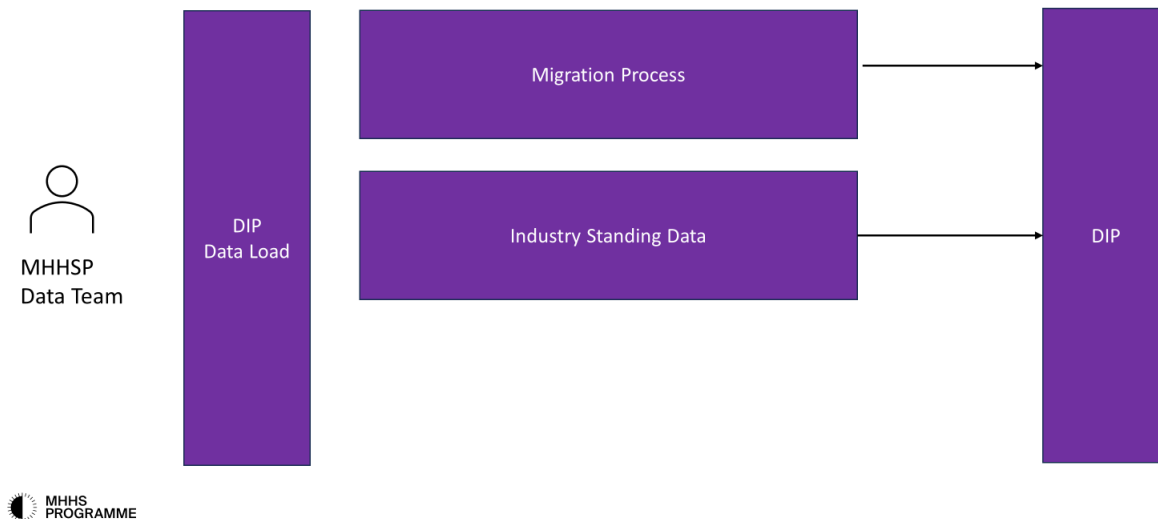 MHHSP
Data Team
DIP
Data Load
Migration Process
Industry Standing Data
DIP
MHHS
PROGRAMME